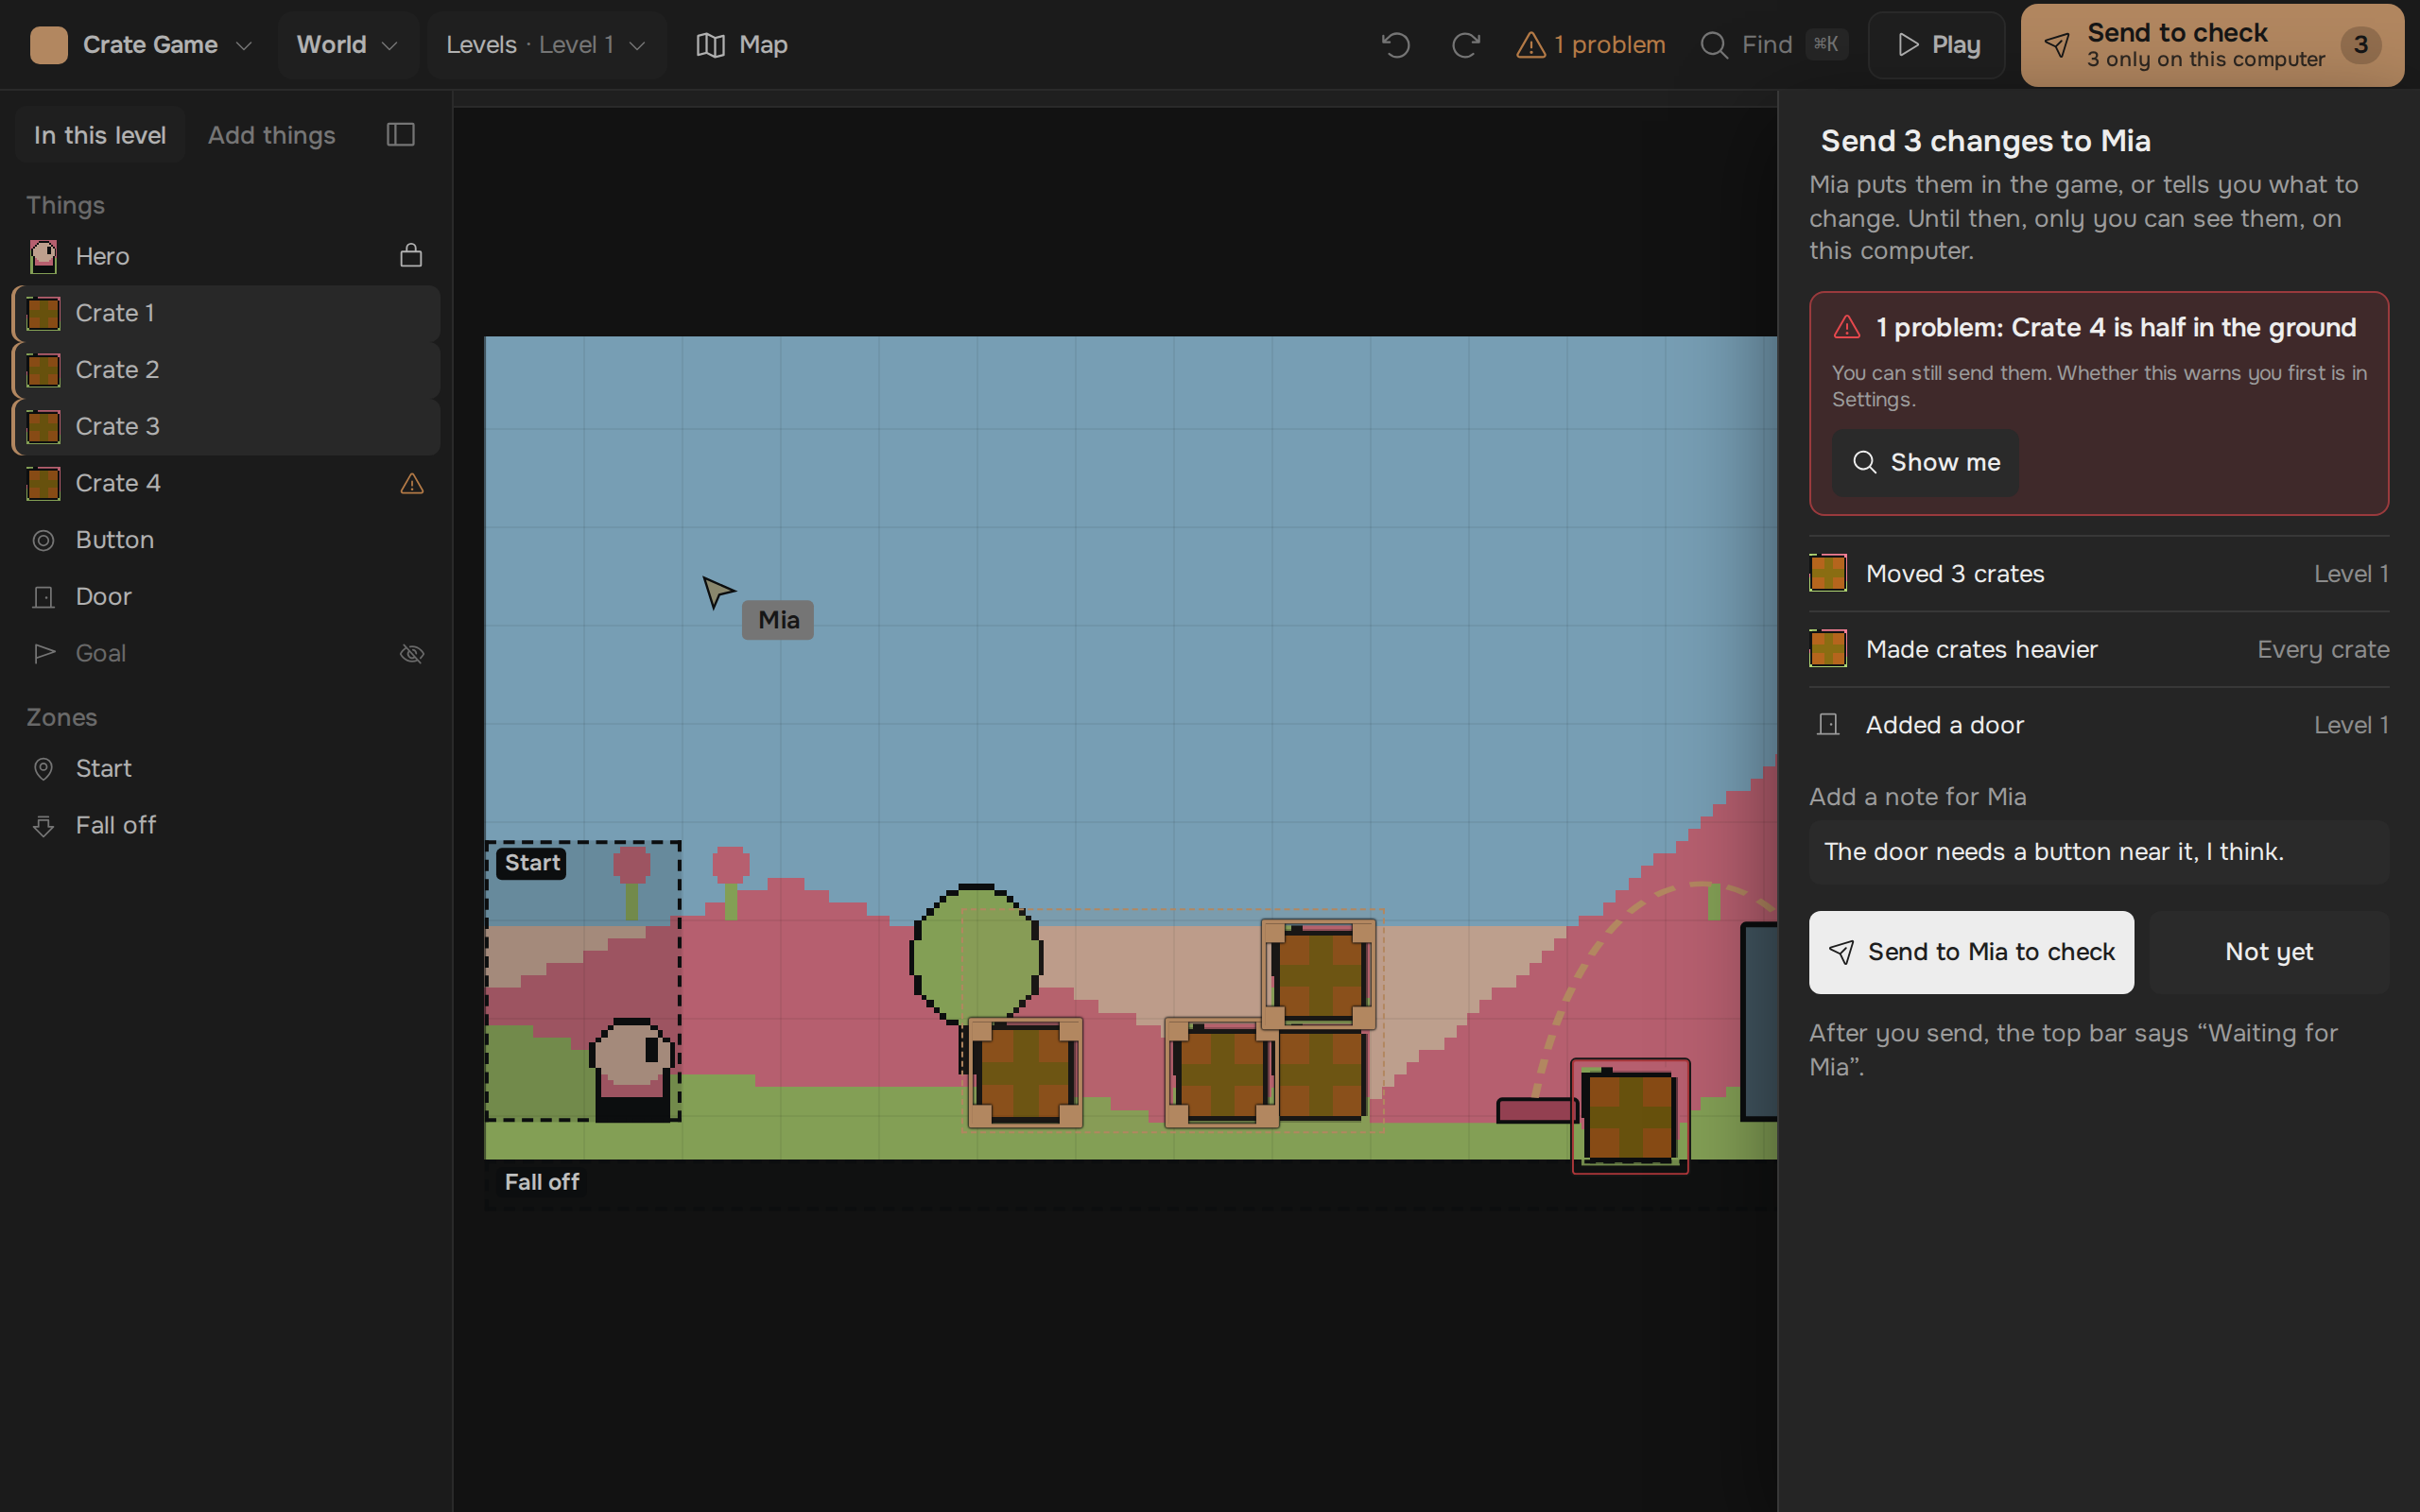 Crate Game
World
Levels · Level 1
Map
1 problem
Find ⌘K
Play
Send to check
3 only on this computer
3
In this level
Add things
Things
Hero
Crate 1
Crate 2
Crate 3
Crate 4
Button
Door
Goal
Zones
Start
Fall off
Mia
Start
Fall off
Send 3 changes to Mia
Mia puts them in the game, or tells you what to
change. Until then, only you can see them, on
this computer.
1 problem: Crate 4 is half in the ground
You can still send them. Whether this warns you first is in
Settings.
Show me
Moved 3 crates Level 1
Made crates heavier Every crate
Added a door Level 1
Add a note for Mia
The door needs a button near it, I think.
Send to Mia to check
Not yet
After you send, the top bar says “Waiting for
Mia”.